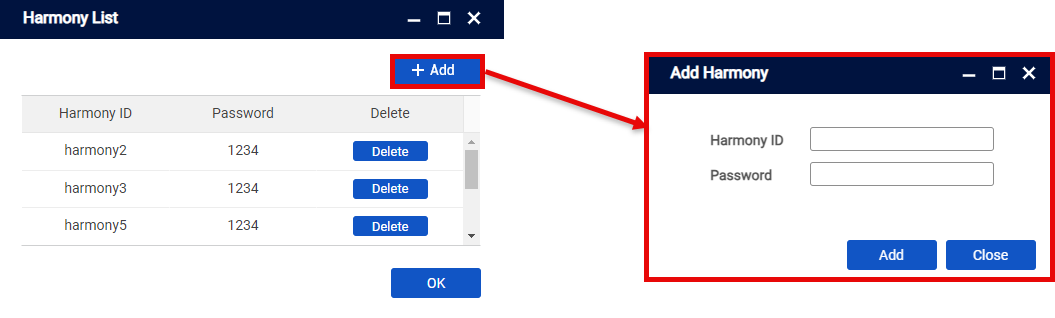 Harmony List
+ Add
Harmony ID Password Delete
harmony2 1234 Delete
harmony3 1234 Delete
harmony5 1234 Delete
OK
Add Harmony
Harmony ID
Password
Add Close